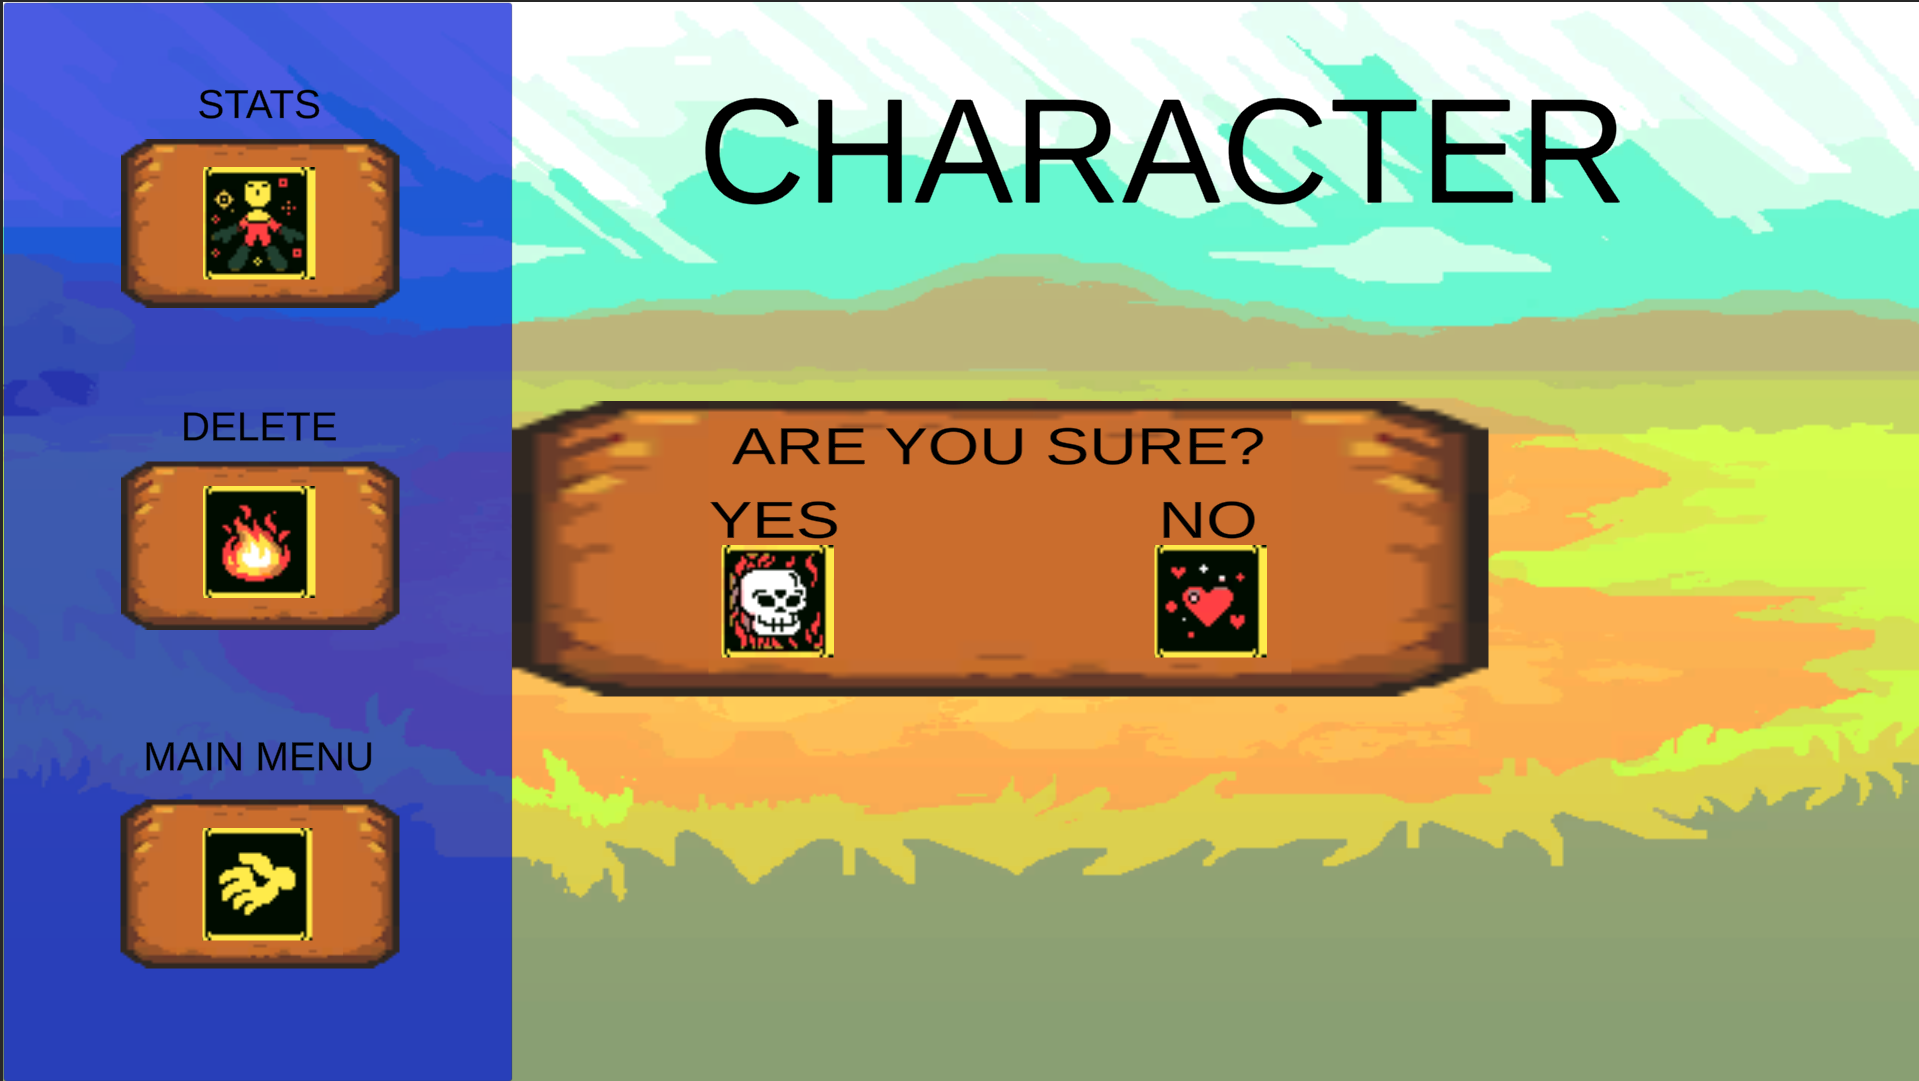 STATS
DELETE
MAIN MENU
CHARACTER
ARE YOU SURE?
YES
NO